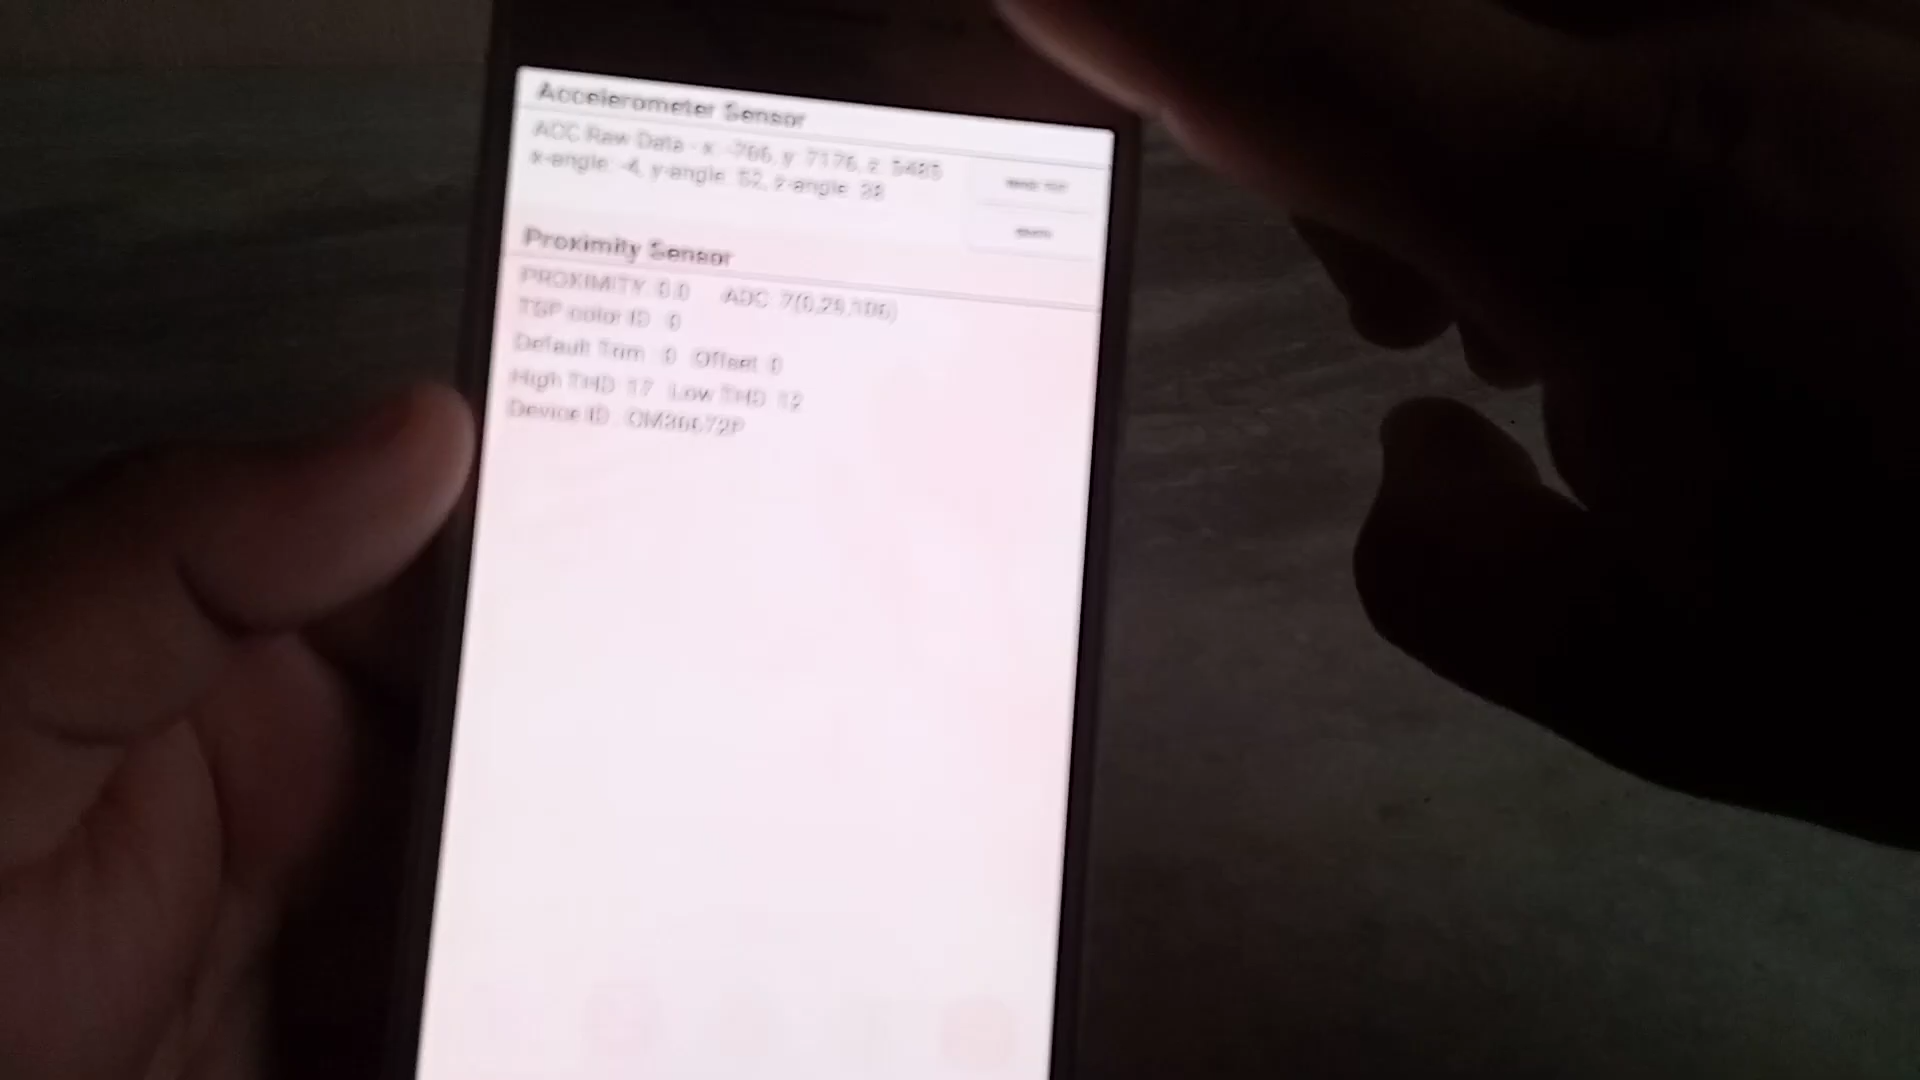 Accelerometer Sensor
ACC Raw Data - x: -766, y: 7176, z: 5485
x-angle: -4, y-angle: 52, z-angle: 38
Proximity Sensor
PROXIMITY: 0.0 ADC: 7(0,29,106)
TSP color ID : 0
Default Trim : 0 Offset: 0
High THD: 17 Low THD: 12
Device ID :